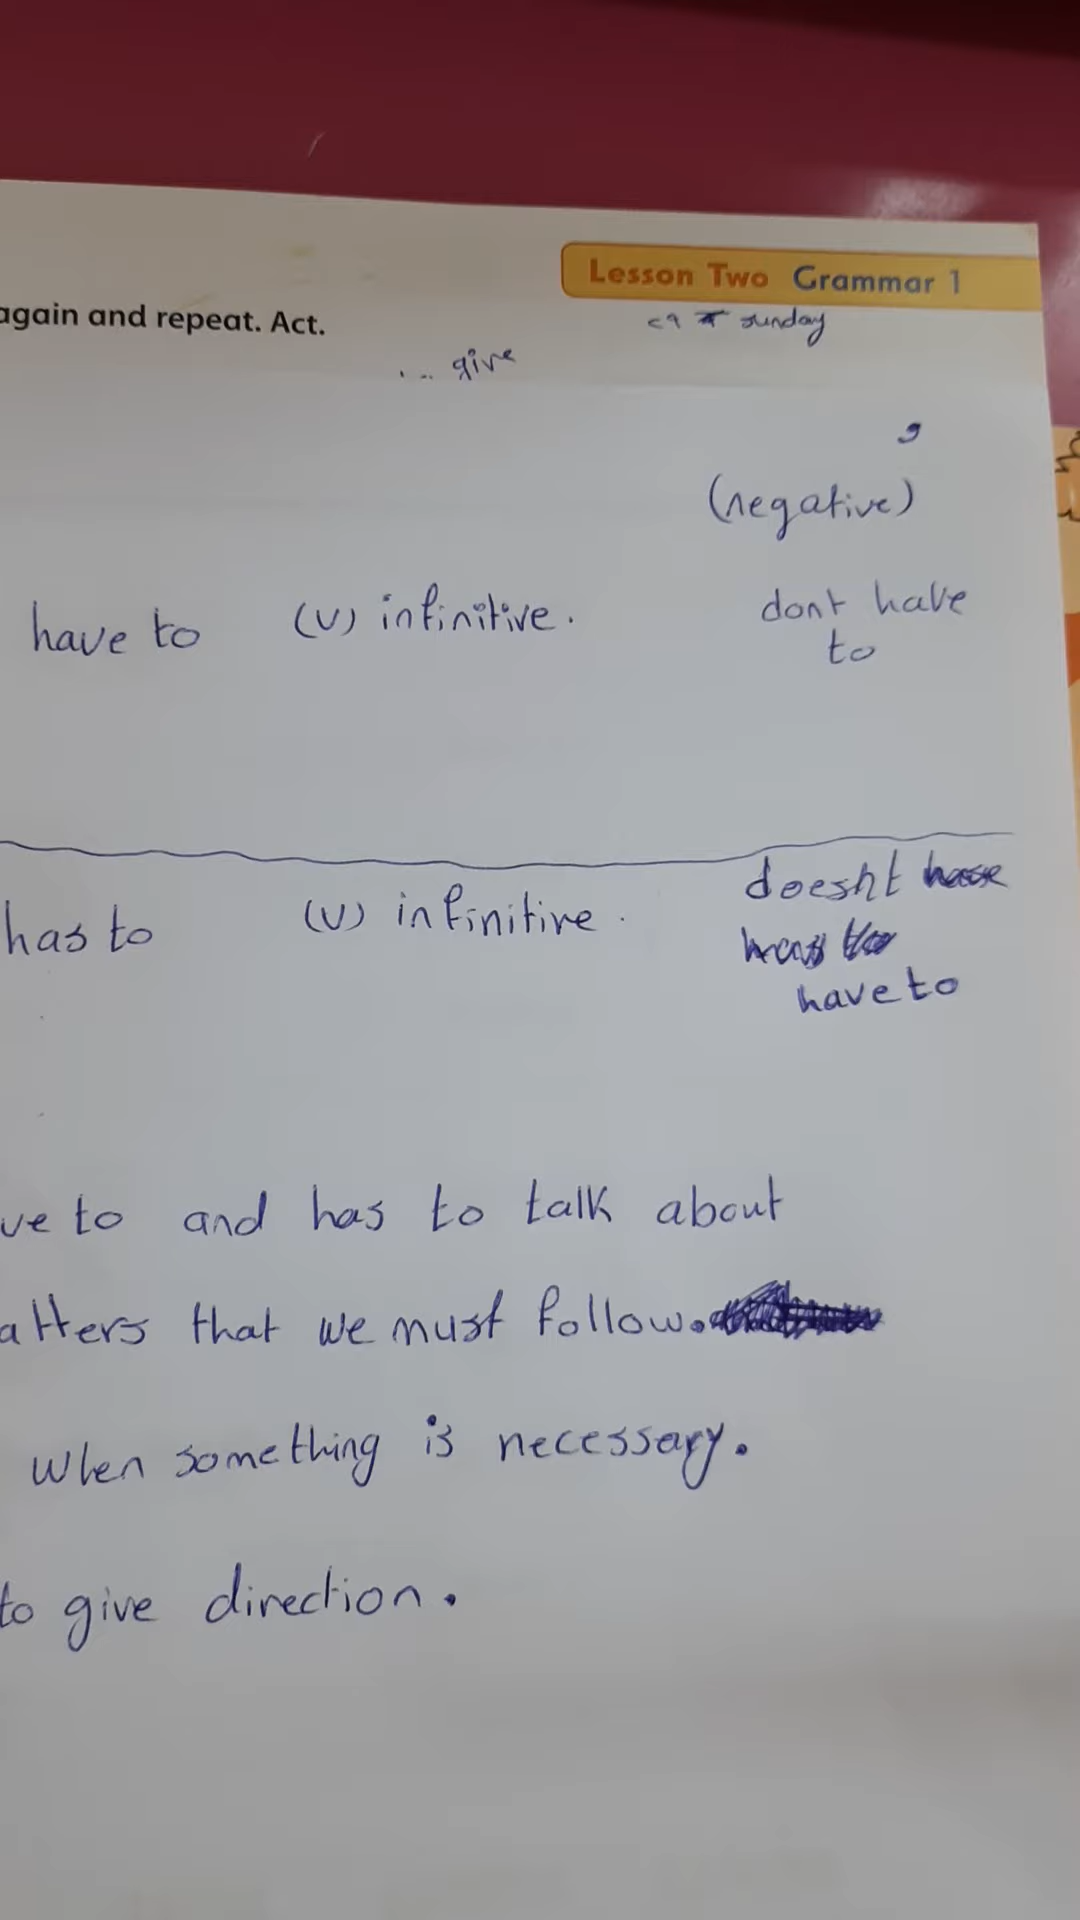 Lesson Two Grammar 1
again and repeat. Act.
sunday
... give
(negative)
have to (V) infinitive. dont have
to
has to (V) infinitive. doesnt
have to
ve to and has to talk about
atters that we must follow.
when something is necessary.
to give direction.